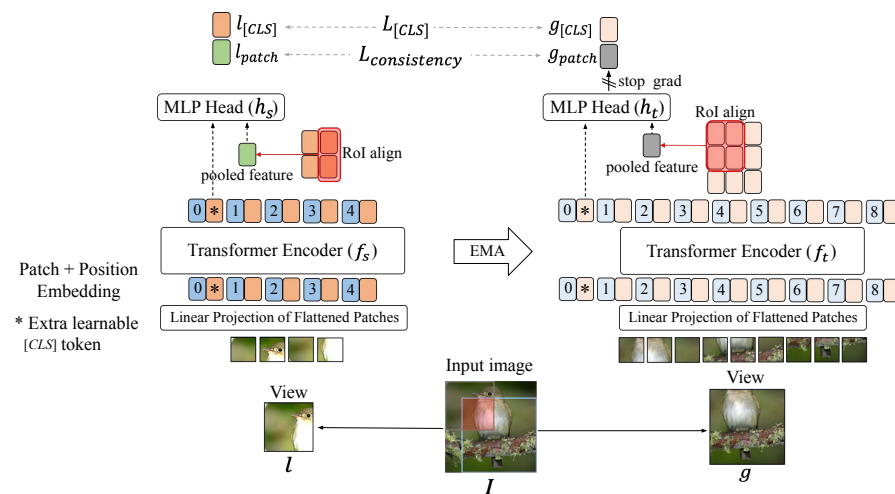 l[CLS] L[CLS] g[CLS]
lpatch Lconsistency gpatch
stop grad
MLP Head (hs) MLP Head (ht)
RoI align
RoI align
pooled feature pooled feature
0 * 1 2 3 4 0 * 1 2 3 4 5 6 7 8
Transformer Encoder (fs) EMA Transformer Encoder (ft)
Patch + Position
Embedding
0 * 1 2 3 4 0 * 1 2 3 4 5 6 7 8
Linear Projection of Flattened Patches Linear Projection of Flattened Patches
* Extra learnable
[CLS] token
Input image
View View
l I g